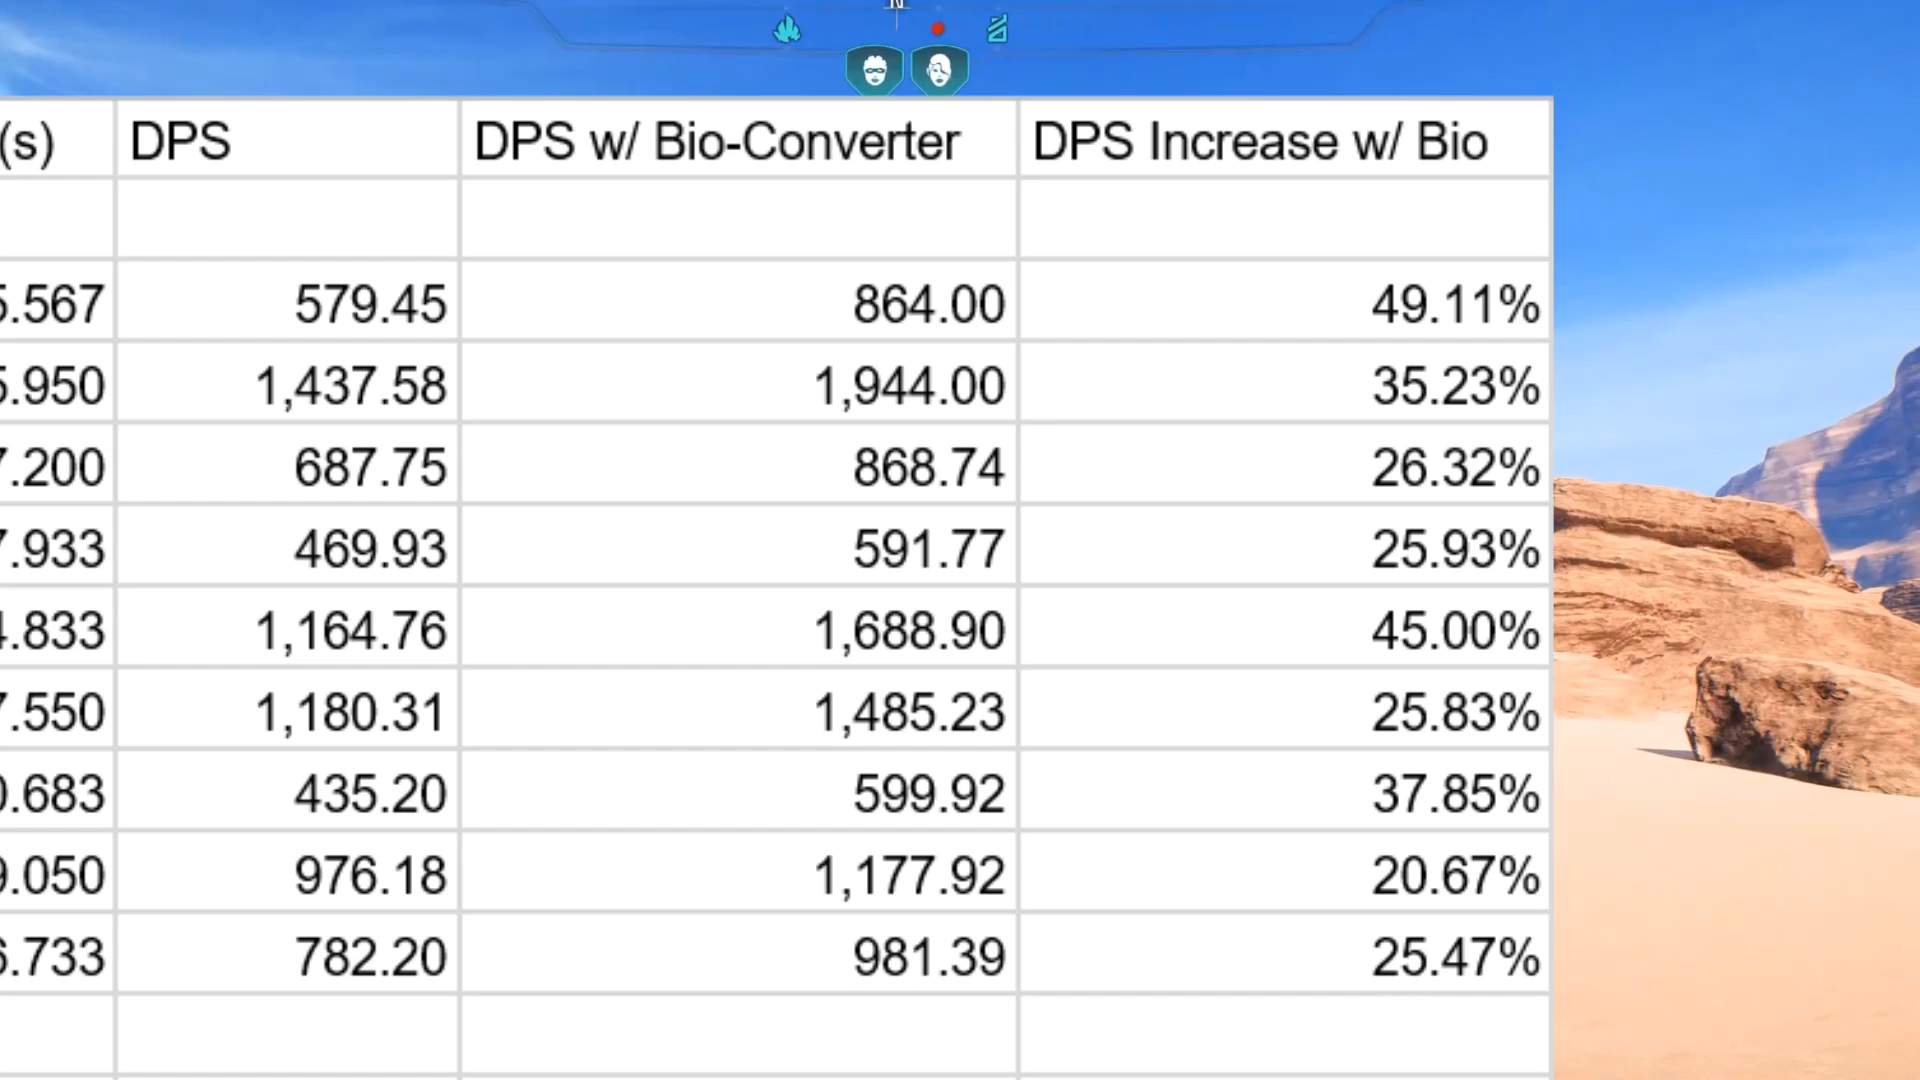 N
(s) DPS DPS w/ Bio-Converter DPS Increase w/ Bio
.567 579.45 864.00 49.11%
.950 1,437.58 1,944.00 35.23%
.200 687.75 868.74 26.32%
.933 469.93 591.77 25.93%
.833 1,164.76 1,688.90 45.00%
.550 1,180.31 1,485.23 25.83%
.683 435.20 599.92 37.85%
.050 976.18 1,177.92 20.67%
.733 782.20 981.39 25.47%